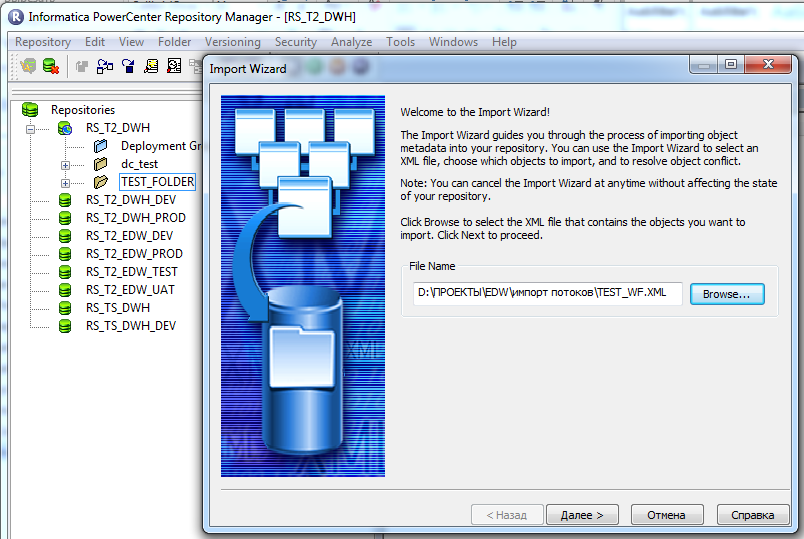 Informatica PowerCenter Repository Manager - [RS_T2_DWH]
Repository Edit View Folder Versioning Security Analyze Tools Windows Help
Repositories
RS_T2_DWH
Deployment Gr
dc_test
TEST_FOLDER
RS_T2_DWH_DEV
RS_T2_DWH_PROD
RS_T2_EDW_DEV
RS_T2_EDW_PROD
RS_T2_EDW_TEST
RS_T2_EDW_UAT
RS_TS_DWH
RS_TS_DWH_DEV
Import Wizard
Welcome to the Import Wizard!
The Import Wizard guides you through the process of importing object
metadata into your repository. You can use the Import Wizard to select an
XML file, choose which objects to import, and to resolve object conflict.
Note: You can cancel the Import Wizard at anytime without affecting the state
of your repository.
Click Browse to select the XML file that contains the objects you want to
import. Click Next to proceed.
File Name
D:\ПРОЕКТЫ\EDW\импорт потоков\TEST_WF.XML
Browse...
XML
< Назад
Далее >
Отмена
Справка